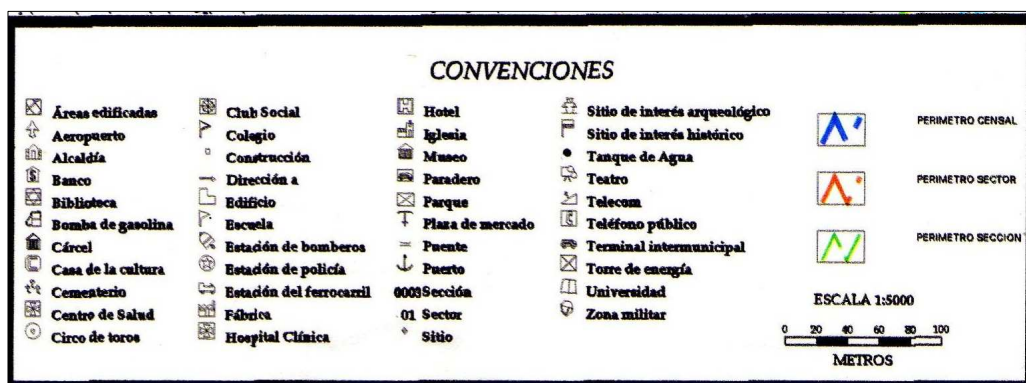 CONVENCIONES
Áreas edificadas
Aeropuerto
Alcaldía
Banco
Biblioteca
Bomba de gasolina
Cárcel
Casa de la cultura
Cementerio
Centro de Salud
Circo de toros
Club Social
Colegio
Construcción
Dirección a
Edificio
Escuela
Estación de bomberos
Estación de policía
Estación del ferrocarril
Fábrica
Hospital Clínica
Hotel
Iglesia
Museo
Paradero
Parque
Plaza de mercado
Puente
Puerto
0003 Sección
01 Sector
Sitio
Sitio de interés arqueológico
Sitio de interés histórico
Tanque de Agua
Teatro
Telecom
Teléfono público
Terminal intermunicipal
Torre de energía
Universidad
Zona militar
PERIMETRO CENSAL
PERIMETRO SECTOR
PERIMETRO SECCION
ESCALA 1:5000
0 20 40 60 80 100
METROS